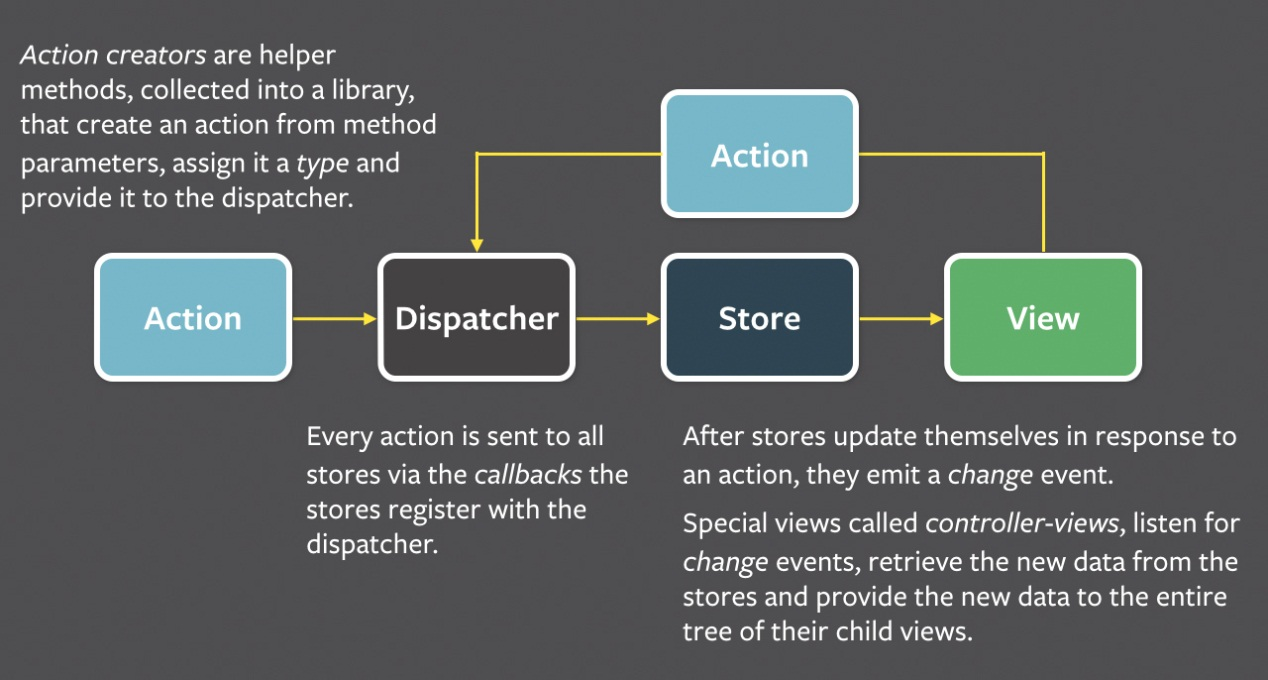 Action creators are helper
methods, collected into a library,
that create an action from method
parameters, assign it a type and
provide it to the dispatcher.
Action
Action
Dispatcher
Store
View
Every action is sent to all
stores via the callbacks the
stores register with the
dispatcher.
After stores update themselves in response to
an action, they emit a change event.
Special views called controller-views, listen for
change events, retrieve the new data from the
stores and provide the new data to the entire
tree of their child views.